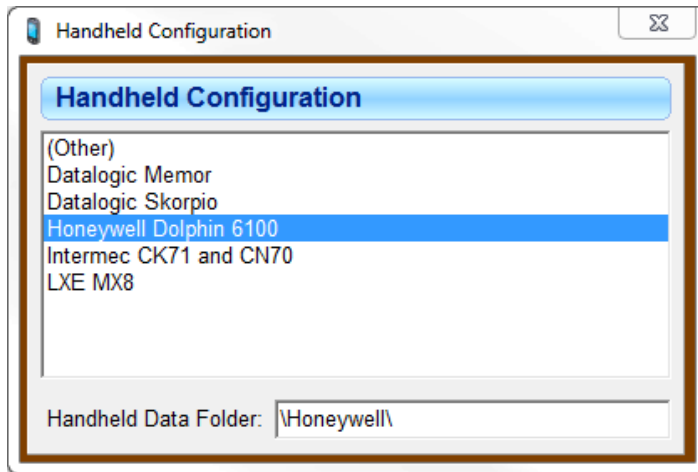 Handheld Configuration
Handheld Configuration
(Other)
Datalogic Memor
Datalogic Skorpio
Honeywell Dolphin 6100
Intermec CK71 and CN70
LXE MX8
Handheld Data Folder: \Honeywell\